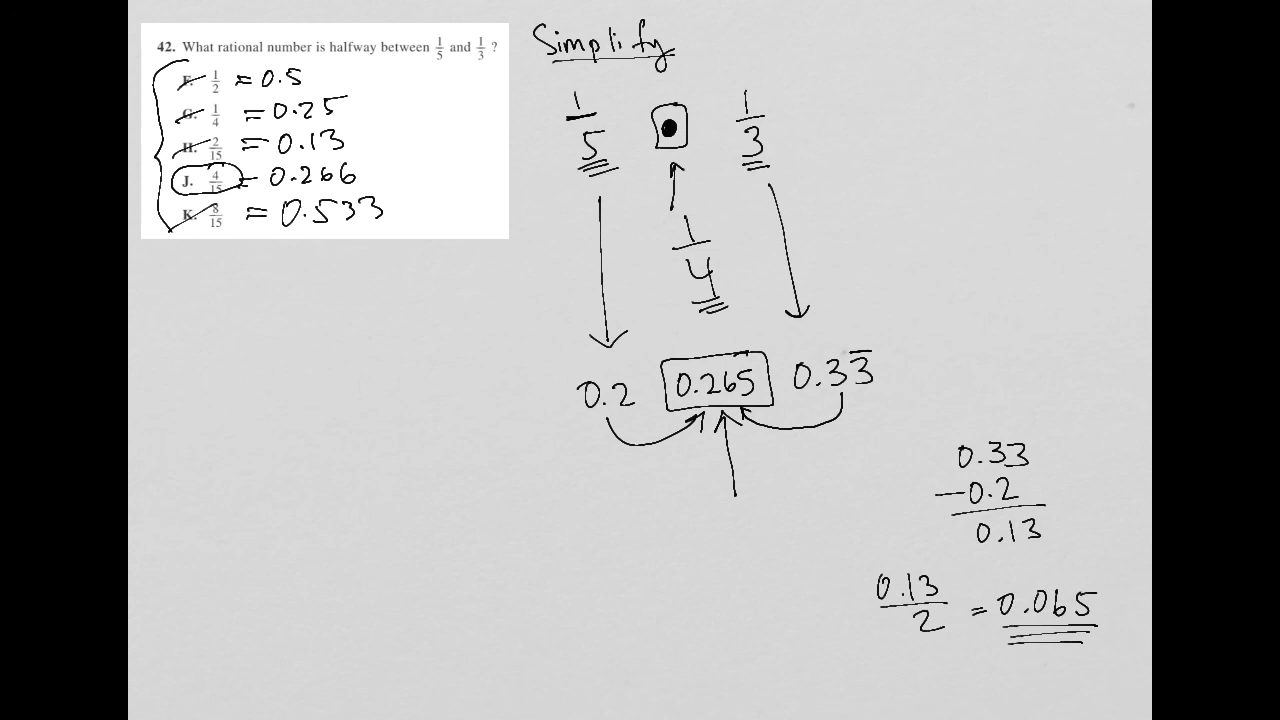 42. What rational number is halfway between 1/5 and 1/3 ?
F. 1/2 = 0.5
G. 1/4 = 0.25
H. 2/15 = 0.13
J. 4/15 = 0.266
K. 8/15 = 0.533
Simplify
1/5 1/3
1/4
0.2 0.265 0.33̅
0.33
-0.2
0.13
0.13/2 = 0.065